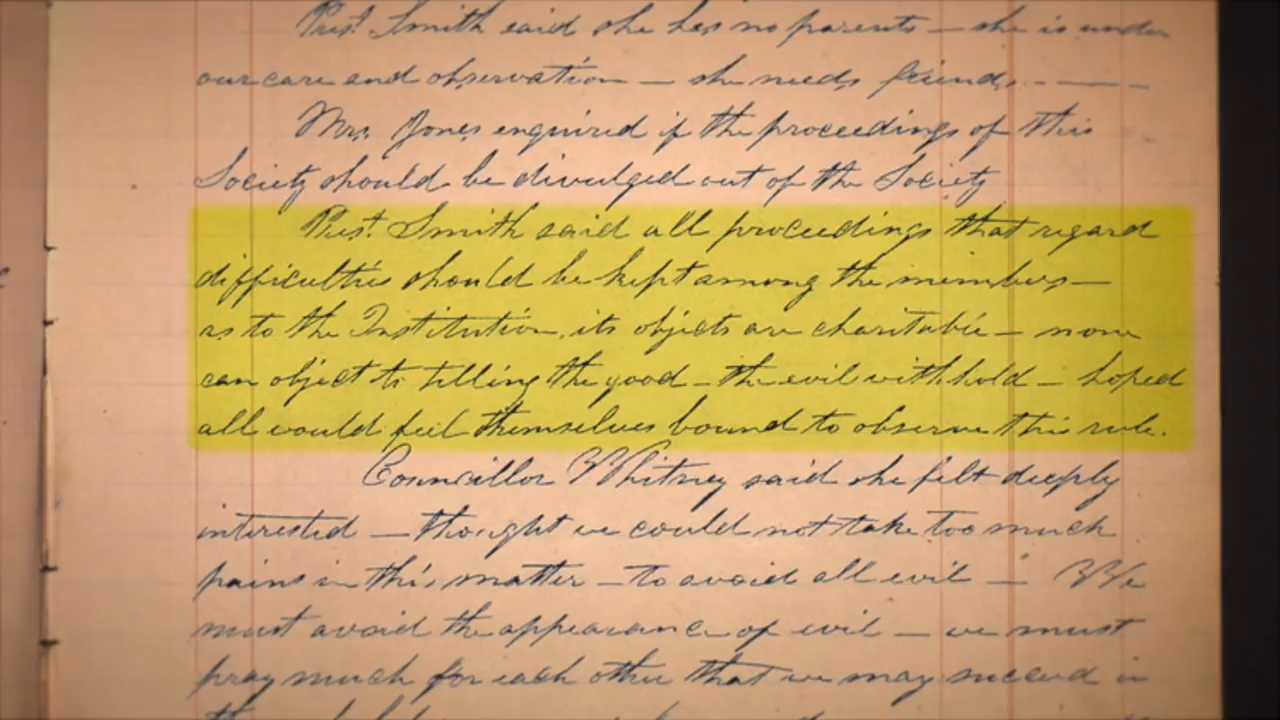 Prest. Smith said she has no parents — she is under
our care and observation — she needs friends. — —
Mrs. Jones enquired if the proceedings of this
Society should be divulged out of the Society
Prest. Smith said all proceedings that regard
difficulties should be kept among the members —
as to the Institution, its objects are charitable — none
can object to telling the good — the evil withhold — hoped
all would feel themselves bound to observe this rule.
Councillor Whitney said she felt deeply
interested — thought we could not take too much
pains in this matter — to avoid all evil — We
must avoid the appearance of evil — we must
pray much for each other that we may succeed in